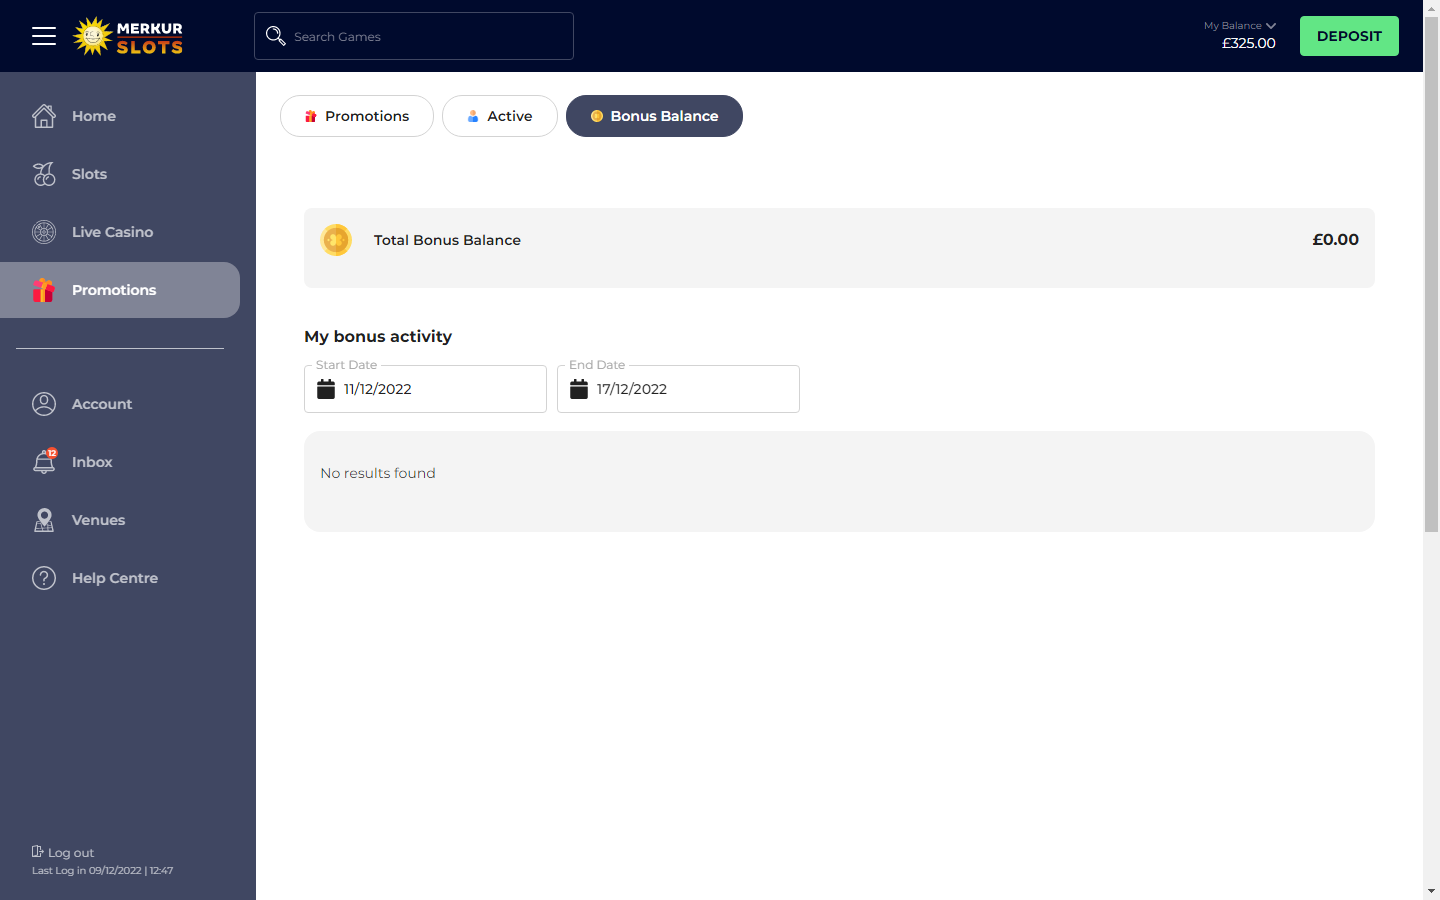 MERKUR
SLOTS
Search Games
My Balance
£325.00
DEPOSIT
Home
Slots
Live Casino
Promotions
Account
12
Inbox
Venues
Help Centre
Log out
Last Log in 09/12/2022 | 12:47
Promotions
Active
Bonus Balance
Total Bonus Balance
£0.00
My bonus activity
Start Date
11/12/2022
End Date
17/12/2022
No results found